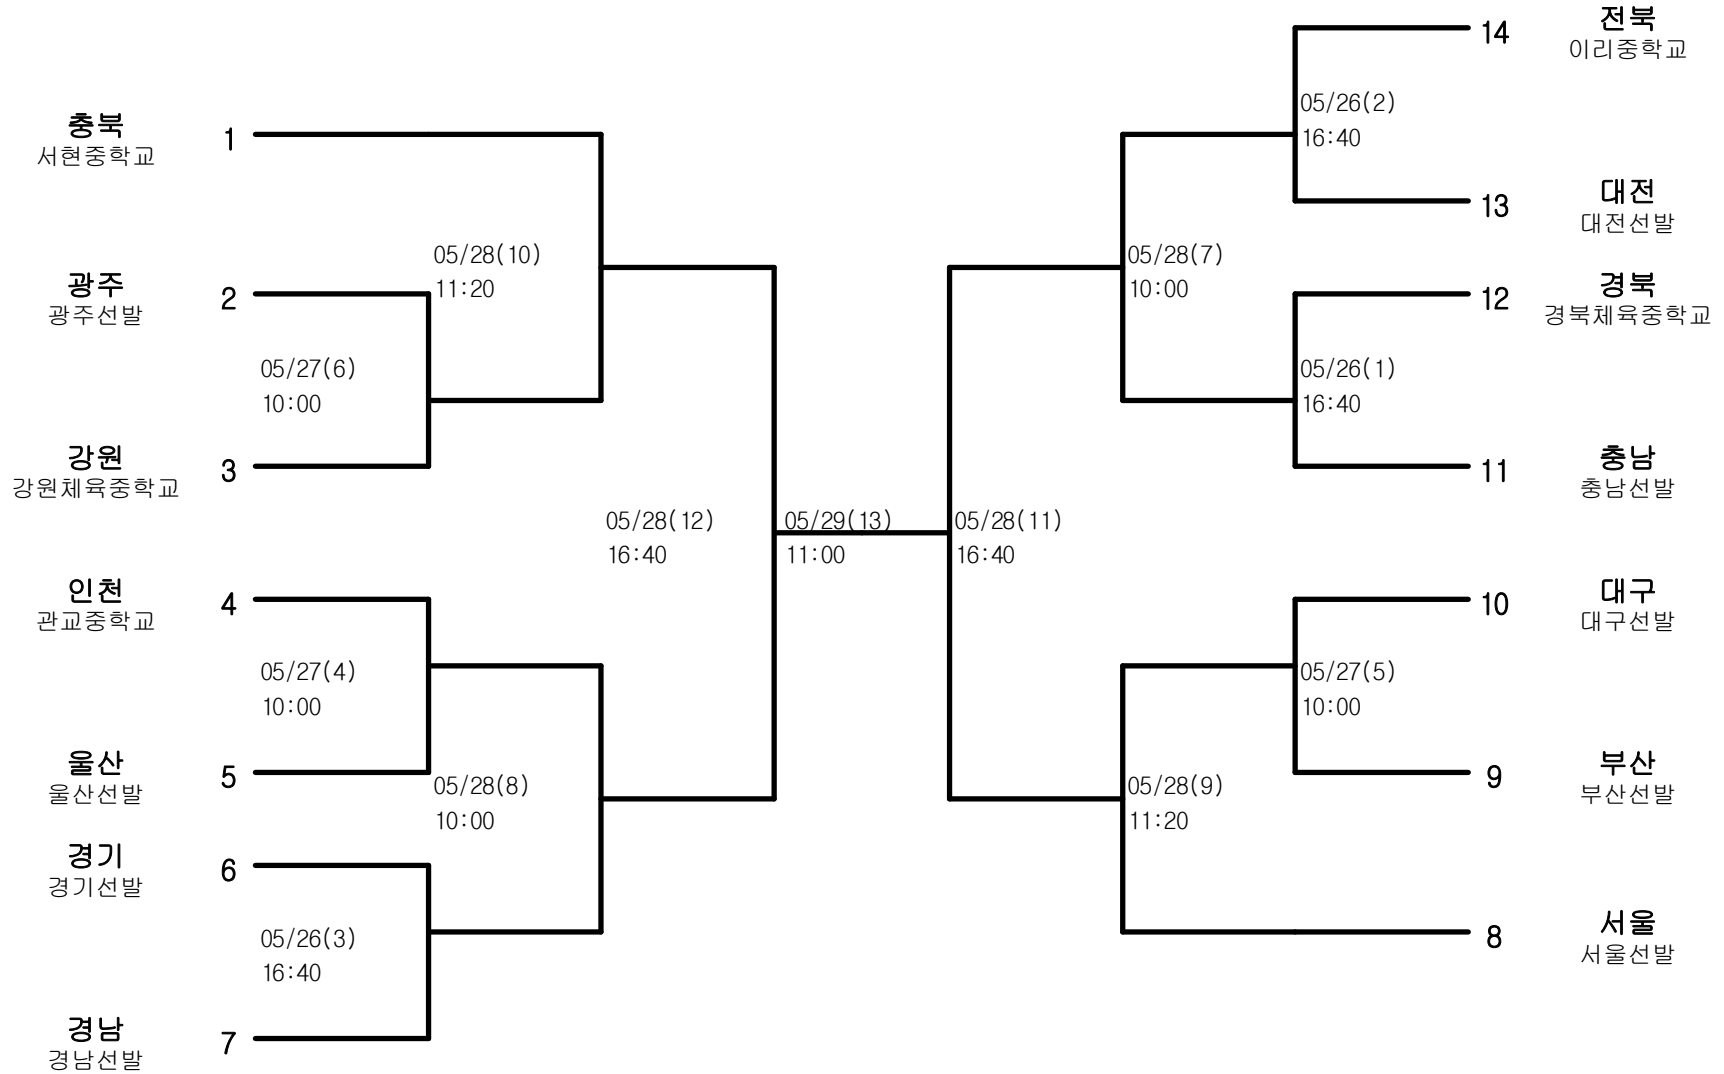 충북
서현중학교
1
광주
광주선발
2
05/28(10)
11:20
05/27(6)
10:00
강원
강원체육중학교
3
05/28(12)
16:40
인천
관교중학교
4
05/27(4)
10:00
울산
울산선발
5
05/28(8)
10:00
경기
경기선발
6
05/26(3)
16:40
경남
경남선발
7
05/29(13)
11:00
14
전북
이리중학교
05/26(2)
16:40
13
대전
대전선발
05/28(7)
10:00
12
경북
경북체육중학교
05/26(1)
16:40
11
충남
충남선발
05/28(11)
16:40
10
대구
대구선발
05/27(5)
10:00
9
부산
부산선발
05/28(9)
11:20
8
서울
서울선발